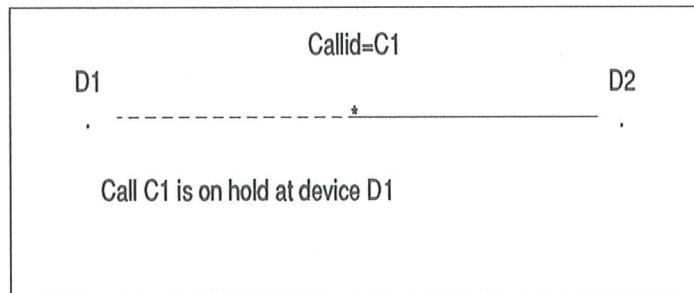 Callid=C1
D1 D2
*
Call C1 is on hold at device D1